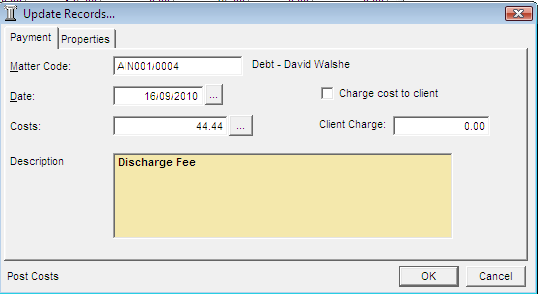 Update Records...
Payment Properties
Matter Code: A N001/0004 Debt - David Walshe
Date: 16/09/2010 ... Charge cost to client
Costs: 44.44 ... Client Charge: 0.00
Description Discharge Fee
Post Costs OK Cancel